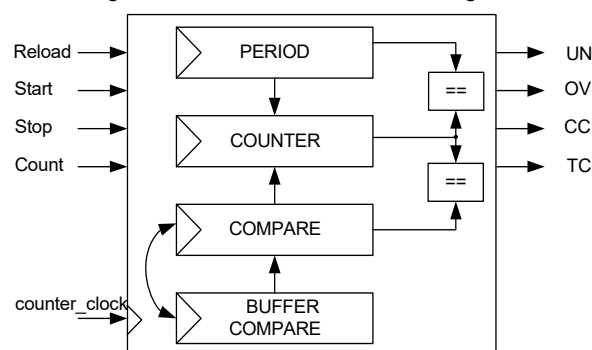 Reload
PERIOD
UN
Start
==
OV
Stop
COUNTER
CC
Count
==
TC
COMPARE
counter_clock
BUFFER
COMPARE